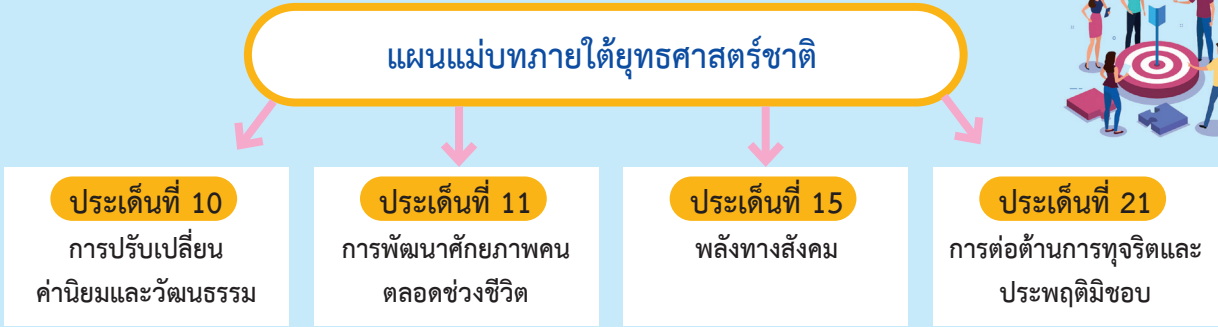 แผนแม่บทภายใต้ยุทธศาสตร์ชาติ
ประเด็นที่ 10
การปรับเปลี่ยน
ค่านิยมและวัฒนธรรม
ประเด็นที่ 11
การพัฒนาศักยภาพคน
ตลอดช่วงชีวิต
ประเด็นที่ 15
พลังทางสังคม
ประเด็นที่ 21
การต่อต้านการทุจริตและ
ประพฤติมิชอบ